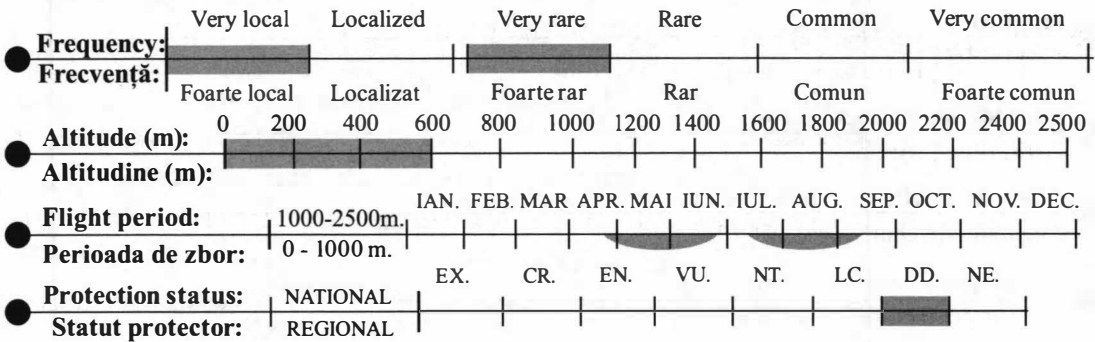 Very local Localized Very rare Rare Common Very common
Frequency:
Frecvență:
Foarte local Localizat Foarte rar Rar Comun Foarte comun
0 200 400 600 800 1000 1200 1400 1600 1800 2000 2200 2400 2500
Altitude (m):
Altitudine (m):
IAN. FEB. MAR APR. MAI IUN. IUL. AUG. SEP. OCT. NOV. DEC.
Flight period: 1000-2500m.
Perioada de zbor: 0 - 1000 m.
EX. CR. EN. VU. NT. LC. DD. NE.
Protection status: NATIONAL
Statut protector: REGIONAL